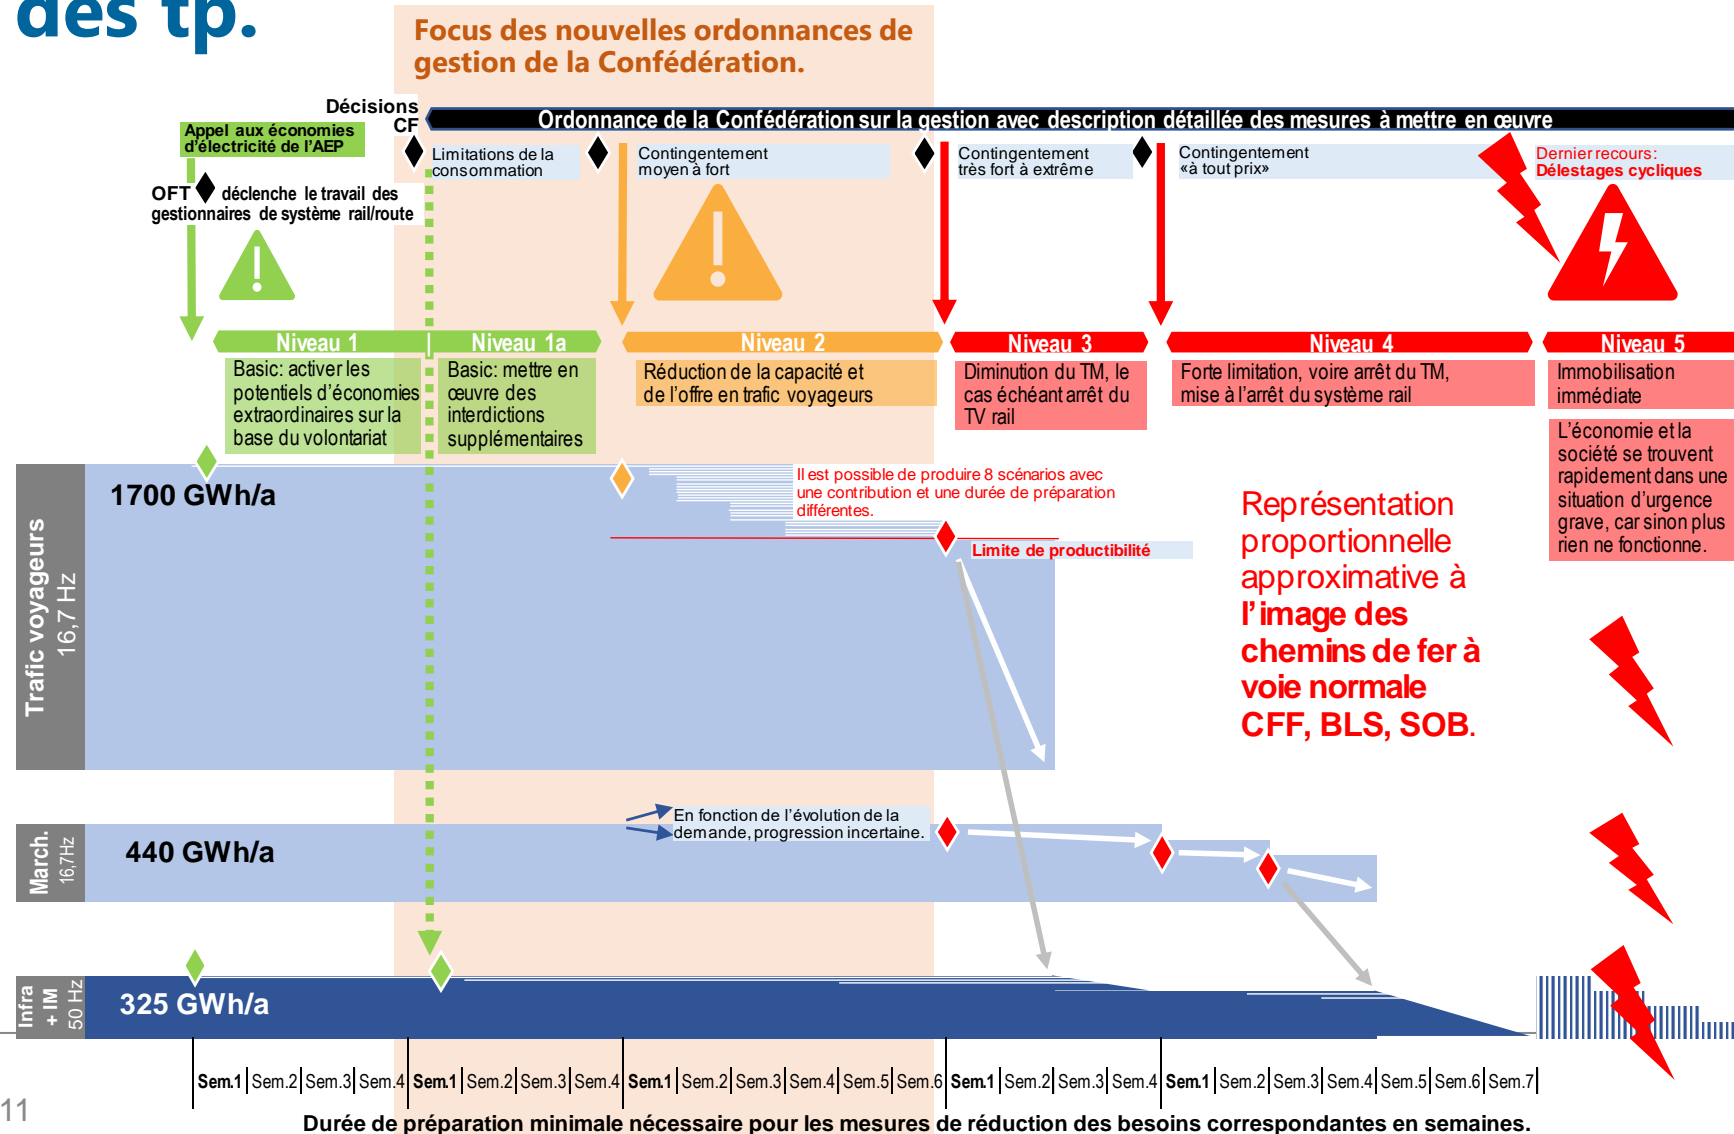 des tp.
Focus des nouvelles ordonnances de
gestion de la Confédération.
Décisions
CF
Ordonnance de la Confédération sur la gestion avec description détaillée des mesures à mettre en œuvre
Appel aux économies
d’électricité de l’AEP
OFT déclenche le travail des
gestionnaires de système rail/route
Limitations de la
consommation
Contingentement
moyen à fort
Contingentement
très fort à extrême
Contingentement
«à tout prix»
Dernier recours:
Délestages cycliques
Niveau 1 | Niveau 1a
Niveau 2
Niveau 3
Niveau 4
Niveau 5
Basic: activer les
potentiels d’économies
extraordinaires sur la
base du volontariat
Basic: mettre en
œuvre des
interdictions
supplémentaires
Réduction de la capacité et
de l’offre en trafic voyageurs
Diminution du TM, le
cas échéant arrêt du
TV rail
Forte limitation, voire arrêt du TM,
mise à l’arrêt du système rail
Immobilisation
immédiate
L’économie et la
société se trouvent
rapidement dans une
situation d’urgence
grave, car sinon plus
rien ne fonctionne.
Trafic voyageurs
16,7 Hz
1700 GWh/a
Il est possible de produire 8 scénarios avec
une contribution et une durée de préparation
différentes.
Limite de productibilité
Représentation
proportionnelle
approximative à
l’image des
chemins de fer à
voie normale
CFF, BLS, SOB.
March.
16,7Hz
440 GWh/a
En fonction de l’évolution de la
demande, progression incertaine.
Infra
+ IM
50 Hz
325 GWh/a
Sem.1 Sem.2 Sem.3 Sem.4 Sem.1 Sem.2 Sem.3 Sem.4 Sem.1 Sem.2 Sem.3 Sem.4 Sem.5 Sem.6 Sem.1 Sem.2 Sem.3 Sem.4 Sem.1 Sem.2 Sem.3 Sem.4 Sem.5 Sem.6 Sem.7
11
Durée de préparation minimale nécessaire pour les mesures de réduction des besoins correspondantes en semaines.